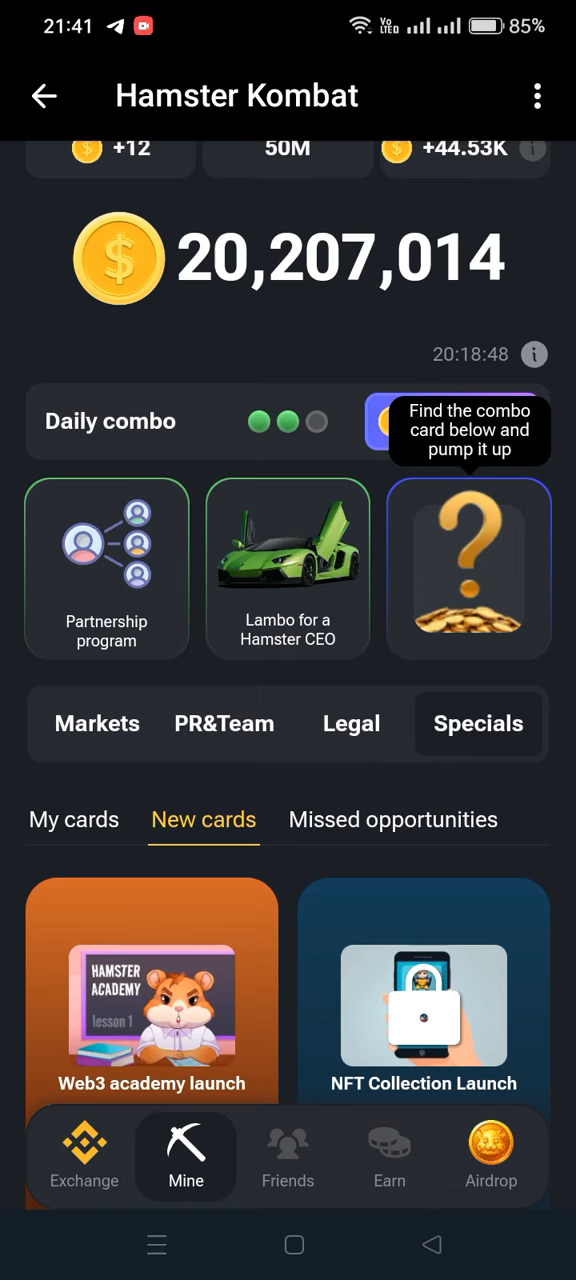 21:41
Vo
LTED
85%
Hamster Kombat
+12
50M
+44.53K
20,207,014
20:18:48
Daily combo
Find the combo
card below and
pump it up
Partnership
program
Lambo for a
Hamster CEO
Markets
PR&Team
Legal
Specials
My cards
New cards
Missed opportunities
HAMSTER
ACADEMY
lesson 1
Web3 academy launch
NFT Collection Launch
Exchange
Mine
Friends
Earn
Airdrop